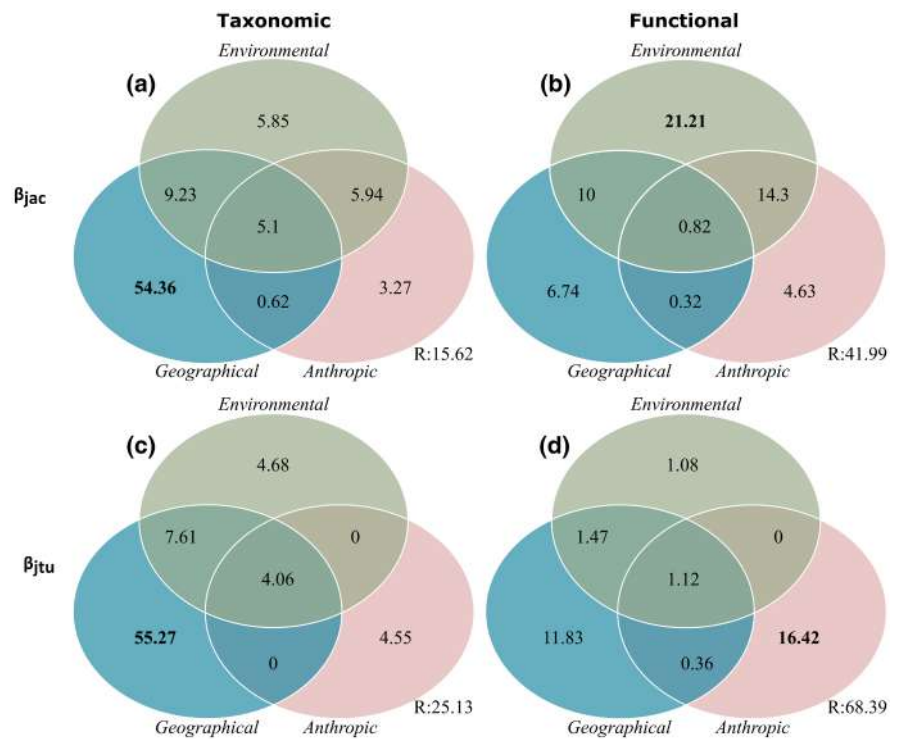 Taxonomic Functional
Environmental Environmental
(a) (b)
5.85 21.21
βjac
9.23 5.94 10 14.3
5.1 0.82
54.36 3.27 6.74 4.63
0.62 0.32
R:15.62 R:41.99
Geographical Anthropic Geographical Anthropic
Environmental Environmental
(c) (d)
4.68 1.08
7.61 0 1.47 0
βjtu
4.06 1.12
55.27 4.55 11.83 16.42
0 0.36
R:25.13 R:68.39
Geographical Anthropic Geographical Anthropic